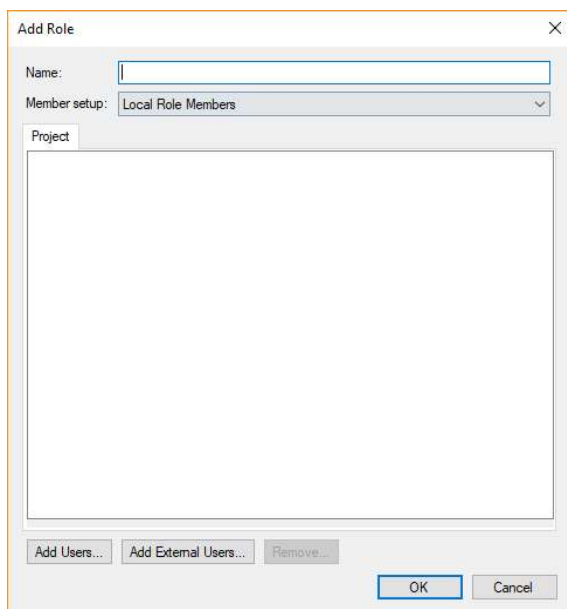 Add Role
Name:
Member setup: Local Role Members
Project
Add Users... Add External Users... Remove...
OK Cancel